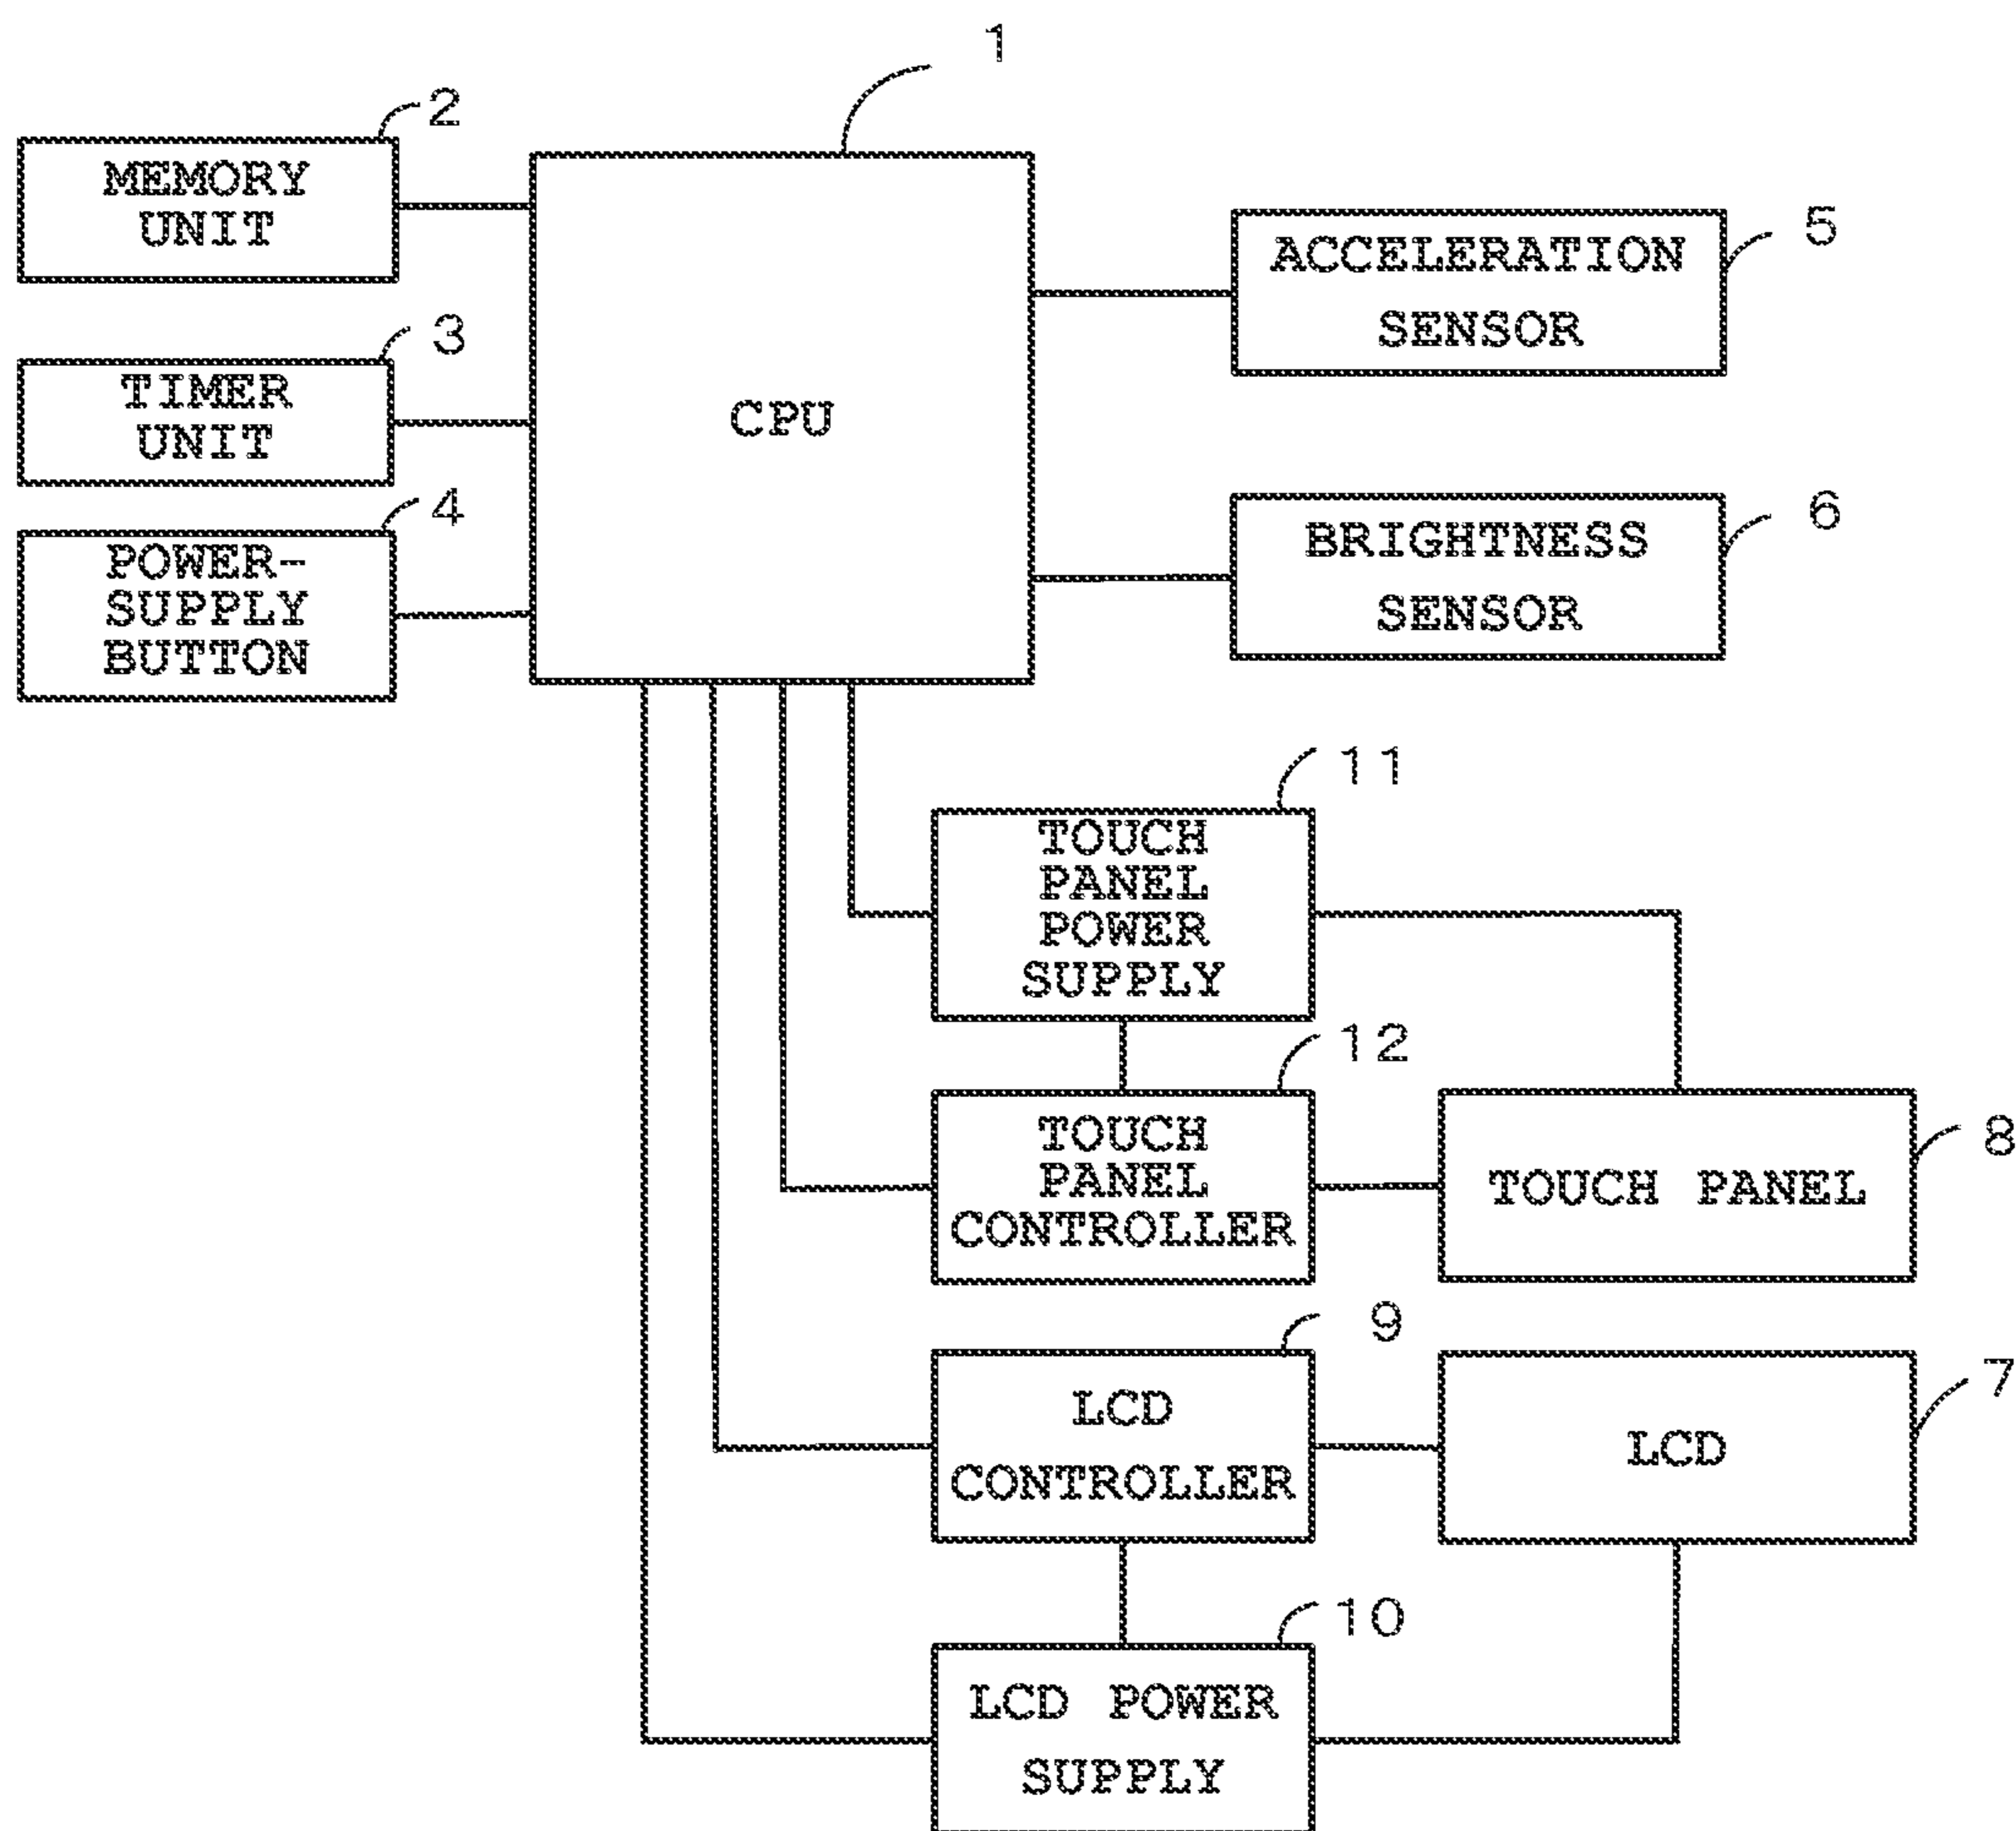 1
2
MEMORY
UNIT
3
TIMER
UNIT
4
POWER-
SUPPLY
BUTTON
CPU
5
ACCELERATION
SENSOR
6
BRIGHTNESS
SENSOR
11
TOUCH
PANEL
POWER
SUPPLY
12
TOUCH
PANEL
CONTROLLER
8
TOUCH PANEL
9
LCD
CONTROLLER
7
LCD
10
LCD POWER
SUPPLY